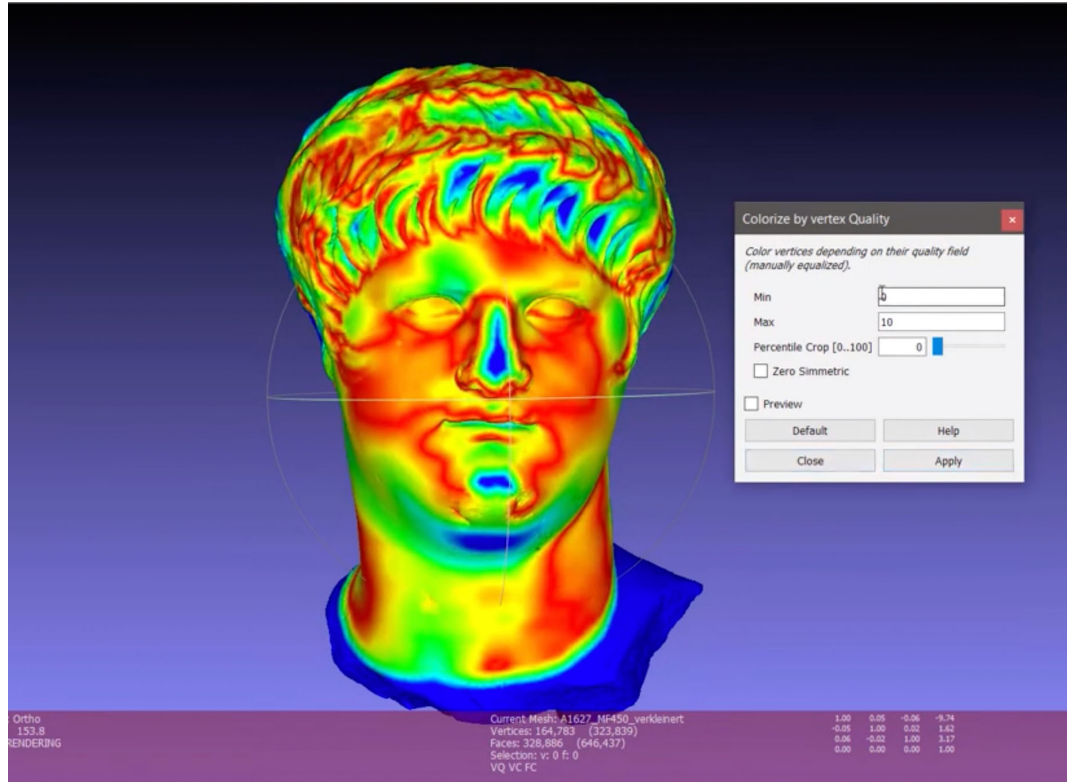 Colorize by vertex Quality
Color vertices depending on their quality field
(manually equalized).
Min
Max 10
Percentile Crop [0..100] 0
Zero Simmetric
Preview
Default Help
Close Apply
: Ortho
153.8
RENDERING
Current Mesh: A1627_MF450_verkleinert
Vertices: 164,783 (323,839)
Faces: 328,886 (646,437)
Selection: v: 0 f: 0
VQ VC FC
1.00 0.05 -0.06 -9.74
-0.05 1.00 0.02 1.62
0.06 -0.02 1.00 3.17
0.00 0.00 0.00 1.00